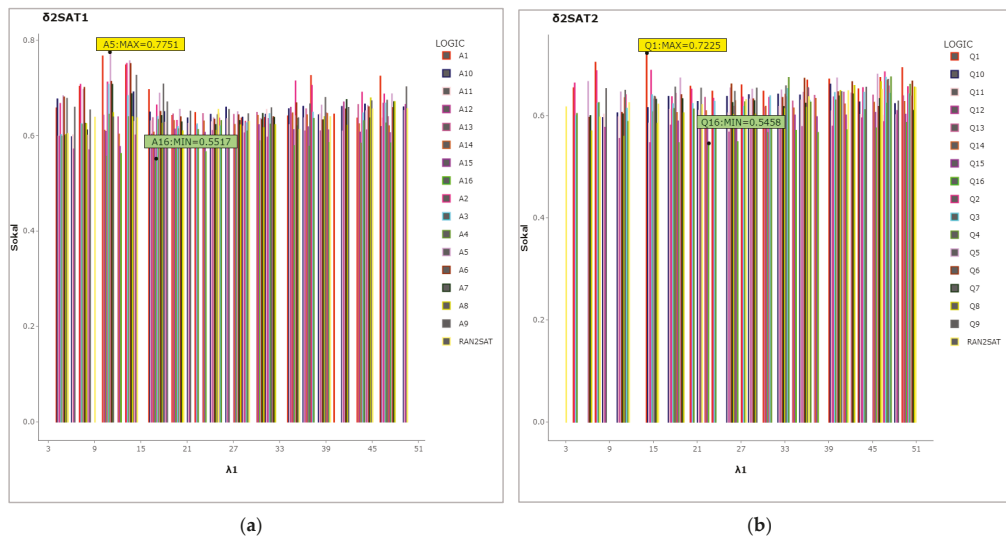 δ2SAT1
A5:MAX=0.7751
A16:MIN=0.5517
0.8
0.6
0.4
0.2
0.0
Sokal
3 9 15 21 27 33 39 45 51
λ1
LOGIC
A1
A10
A11
A12
A13
A14
A15
A16
A2
A3
A4
A5
A6
A7
A8
A9
RAN2SAT
(a)
δ2SAT2
Q1:MAX=0.7225
Q16:MIN=0.5458
0.6
0.4
0.2
0.0
Sokal
3 9 15 21 27 33 39 45 51
λ1
LOGIC
Q1
Q10
Q11
Q12
Q13
Q14
Q15
Q16
Q2
Q3
Q4
Q5
Q6
Q7
Q8
Q9
RAN2SAT
(b)